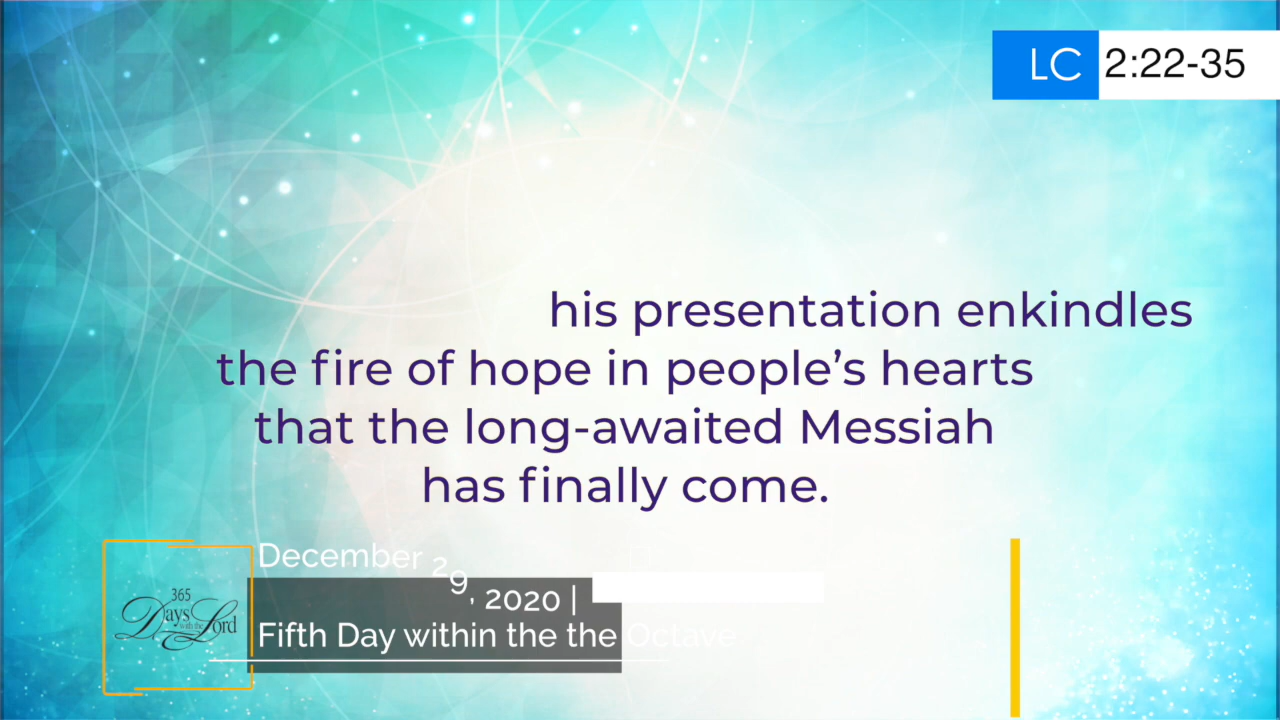 LC 2:22-35
his presentation enkindles
the fire of hope in people’s hearts
that the long-awaited Messiah
has finally come.
December 29, 2020 |
Fifth Day within the the Octave
365
Days with the Lord